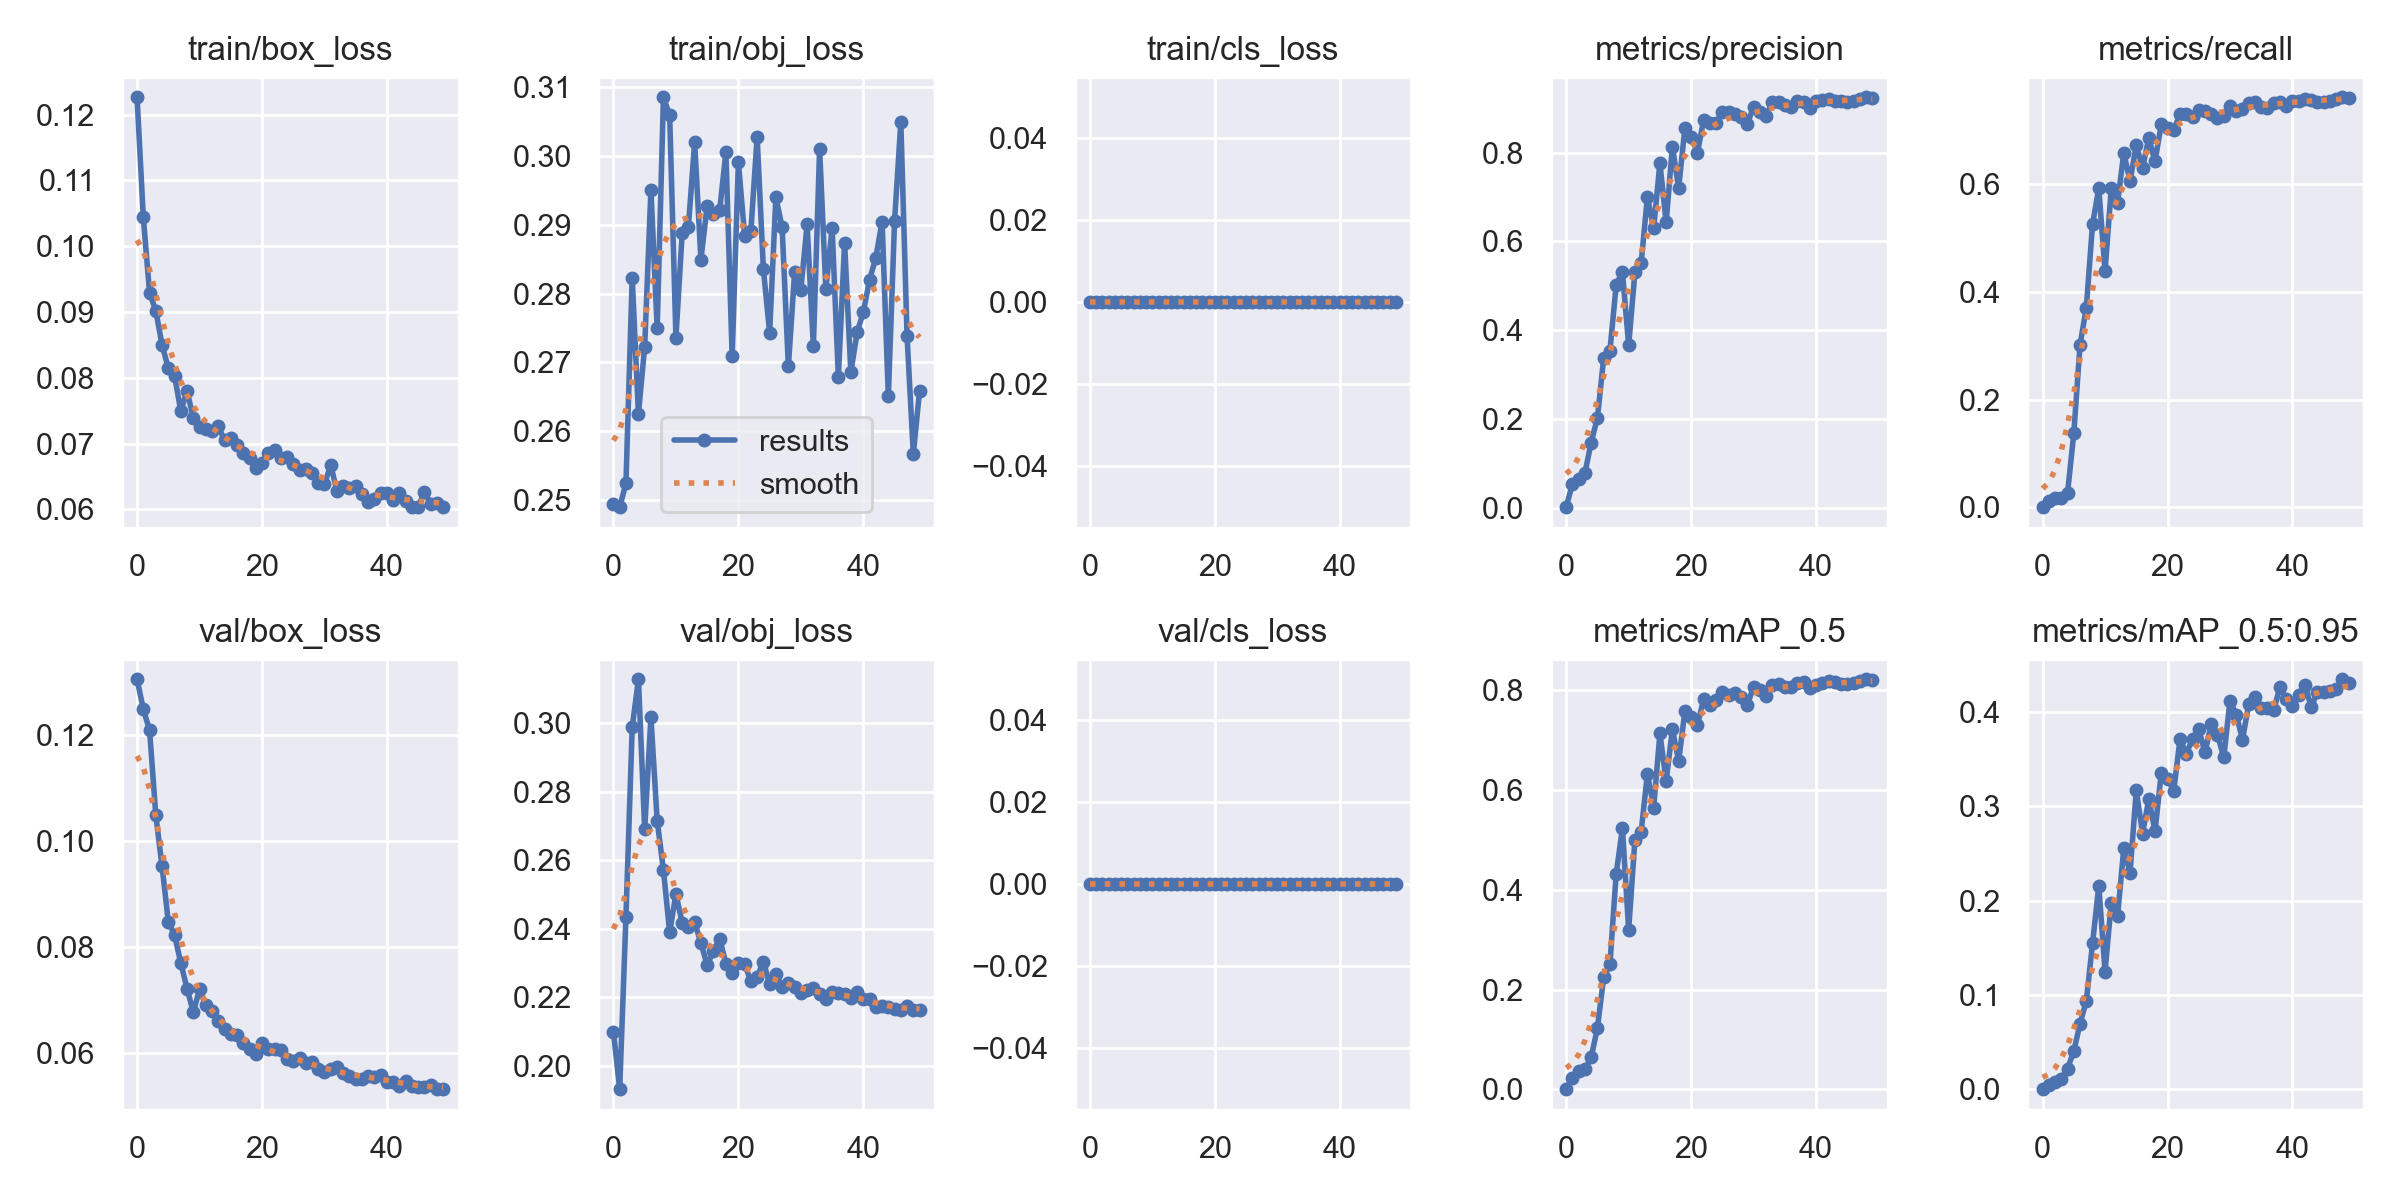 train/box_loss
0.12
0.11
0.10
0.09
0.08
0.07
0.06
0 20 40
train/obj_loss
0.31
0.30
0.29
0.28
0.27
0.26
0.25
results
smooth
0 20 40
train/cls_loss
0.04
0.02
0.00
−0.02
−0.04
0 20 40
metrics/precision
0.8
0.6
0.4
0.2
0.0
0 20 40
metrics/recall
0.6
0.4
0.2
0.0
0 20 40
val/box_loss
0.12
0.10
0.08
0.06
0 20 40
val/obj_loss
0.30
0.28
0.26
0.24
0.22
0.20
0 20 40
val/cls_loss
0.04
0.02
0.00
−0.02
−0.04
0 20 40
metrics/mAP_0.5
0.8
0.6
0.4
0.2
0.0
0 20 40
metrics/mAP_0.5:0.95
0.4
0.3
0.2
0.1
0.0
0 20 40